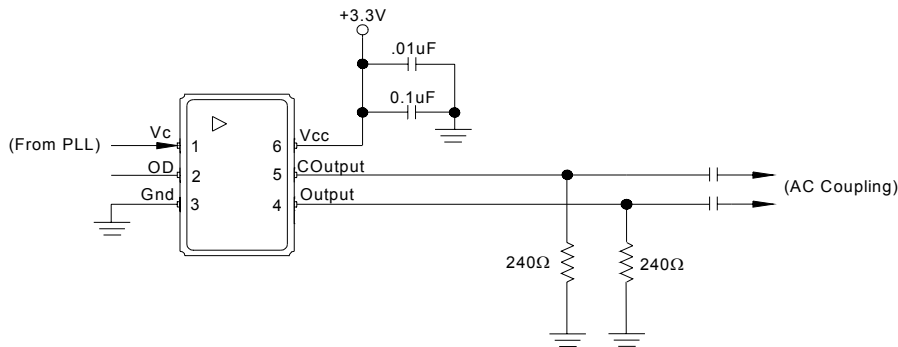 +3.3V
.01uF
0.1uF
(From PLL)
Vc
1
6
Vcc
OD
2
5
COutput
(AC Coupling)
Gnd
3
4
Output
240Ω
240Ω